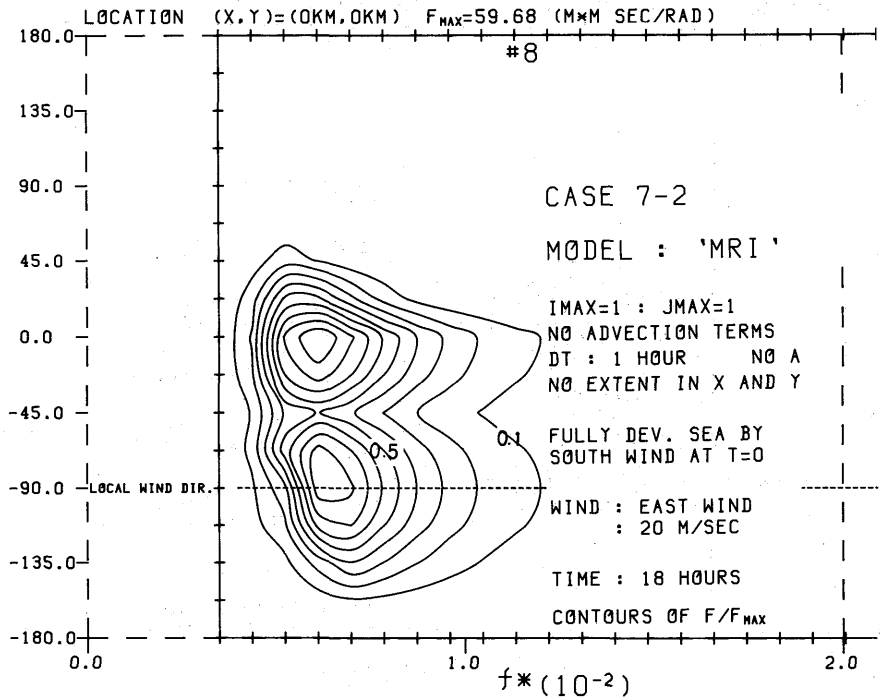 LOCATION (X.Y)=(0KM.0KM) FMAX=59.68 (M*M SEC/RAD)
180.0
#8
135.0
90.0
CASE 7-2
MODEL : 'MRI'
45.0
IMAX=1 : JMAX=1
0.0
NO ADVECTION TERMS
DT : 1 HOUR NO A
NO EXTENT IN X AND Y
-45.0
0.1
0.5
FULLY DEV. SEA BY
SOUTH WIND AT T=0
-90.0
LOCAL WIND DIR.
WIND : EAST WIND
: 20 M/SEC
-135.0
TIME : 18 HOURS
CONTOURS OF F/FMAX
-180.0
0.0 1.0 2.0
f*(10⁻²)